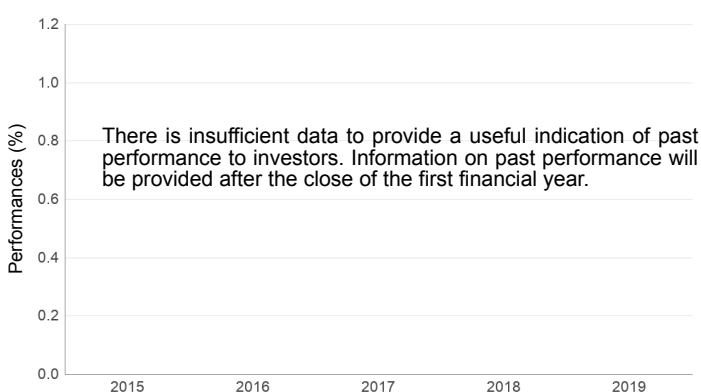 1.2
1.0
Performances (%)
0.8
There is insufficient data to provide a useful indication of past
performance to investors. Information on past performance will
be provided after the close of the first financial year.
0.6
0.4
0.2
0.0
2015 2016 2017 2018 2019